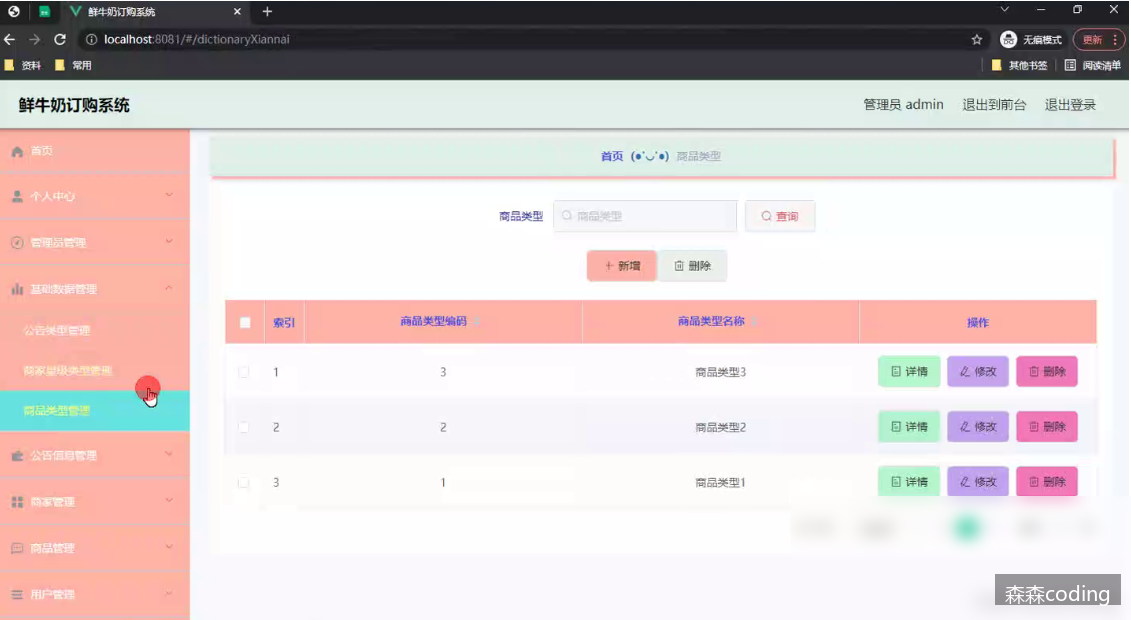 鲜牛奶订购系统
localhost:8081/#/dictionaryXiannai
无痕模式
更新
资料
常用
其他书签
阅读清单
鲜牛奶订购系统
管理员 admin
退出到前台
退出登录
首页
个人中心
管理员管理
基础数据管理
公告类型管理
商家星级类型管理
商品类型管理
公告信息管理
商家管理
商品管理
用户管理
首页 (●'◡'●) 商品类型
商品类型 商品类型 查询
新增 删除
索引 商品类型编码 商品类型名称 操作
1 3 商品类型3 详情 修改 删除
2 2 商品类型2 详情 修改 删除
3 1 商品类型1 详情 修改 删除
森森coding